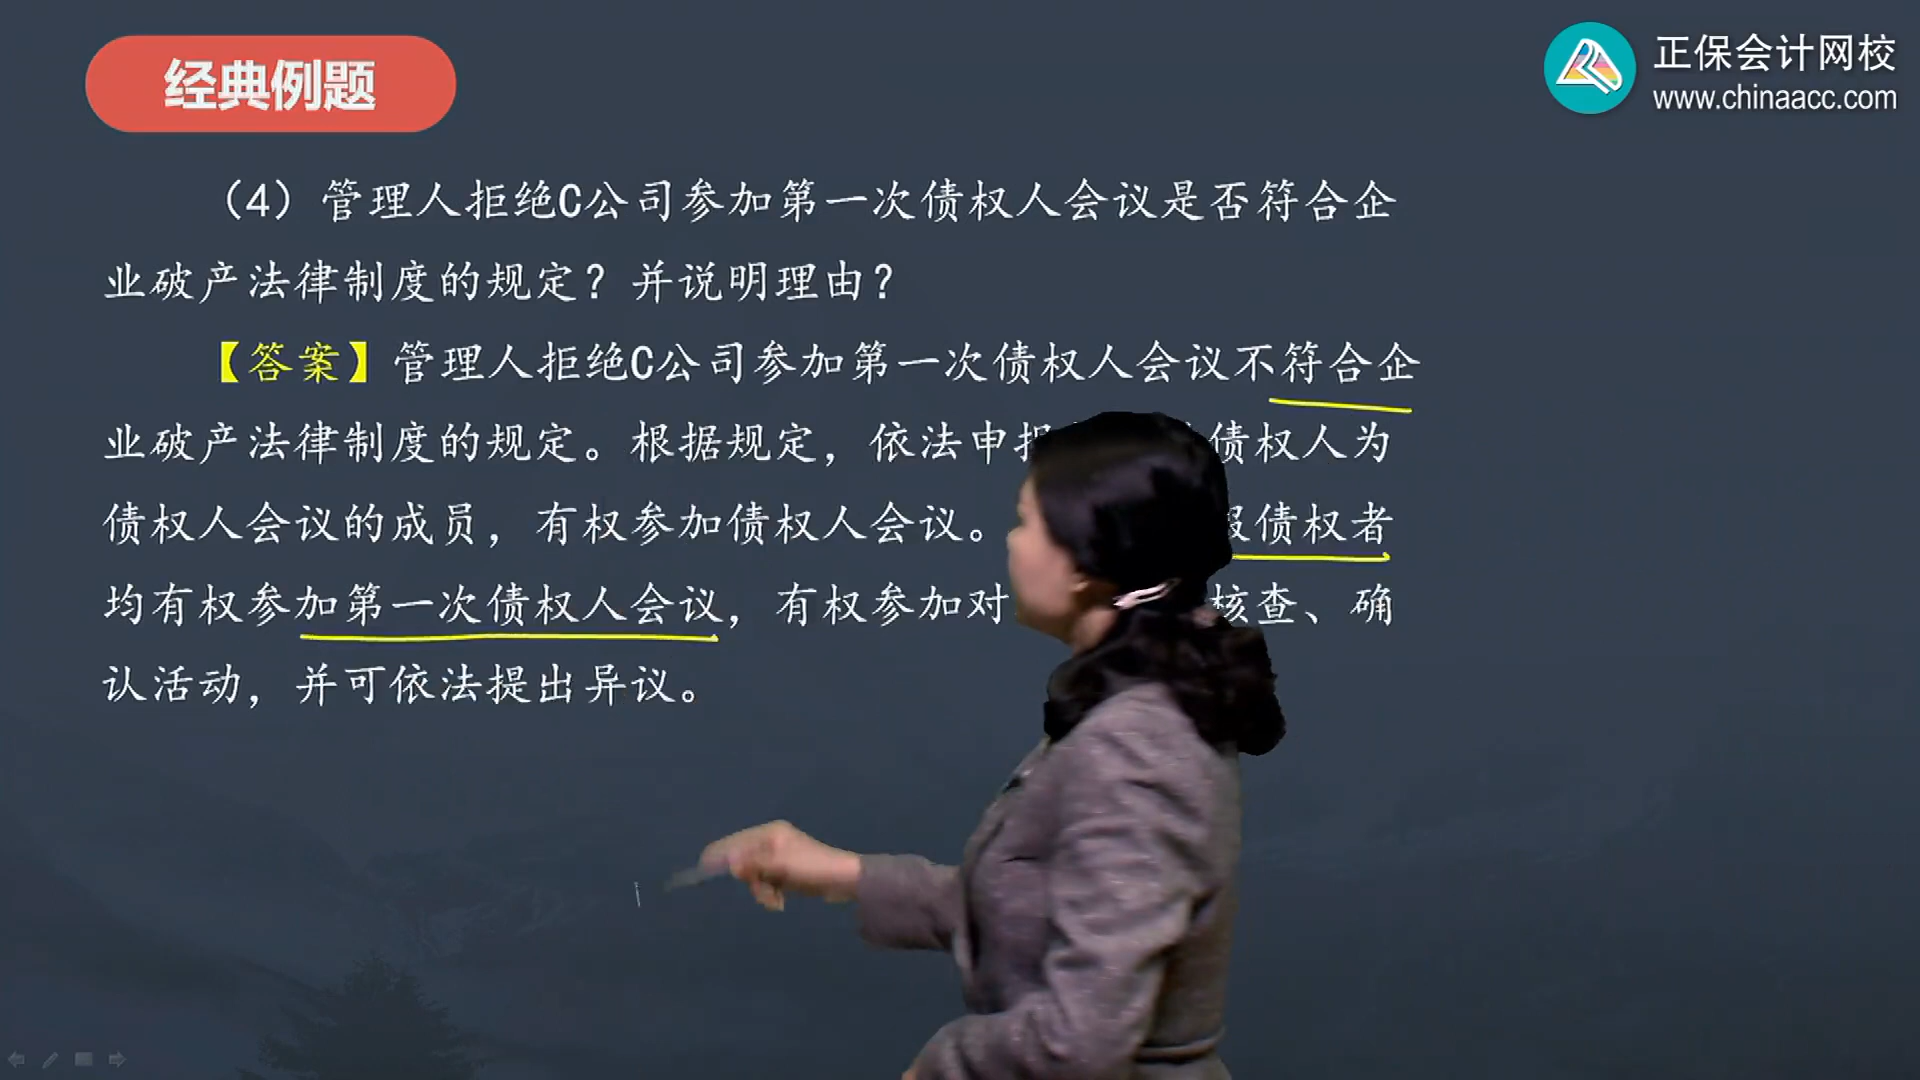 经典例题
正保会计网校
www.chinaacc.com
（4）管理人拒绝C公司参加第一次债权人会议是否符合企
业破产法律制度的规定？并说明理由？
【答案】管理人拒绝C公司参加第一次债权人会议不符合企
业破产法律制度的规定。根据规定，依法申 债权人为
债权人会议的成员，有权参加债权人会议。 债权者
均有权参加第一次债权人会议，有权参加对 核查、确
认活动，并可依法提出异议。